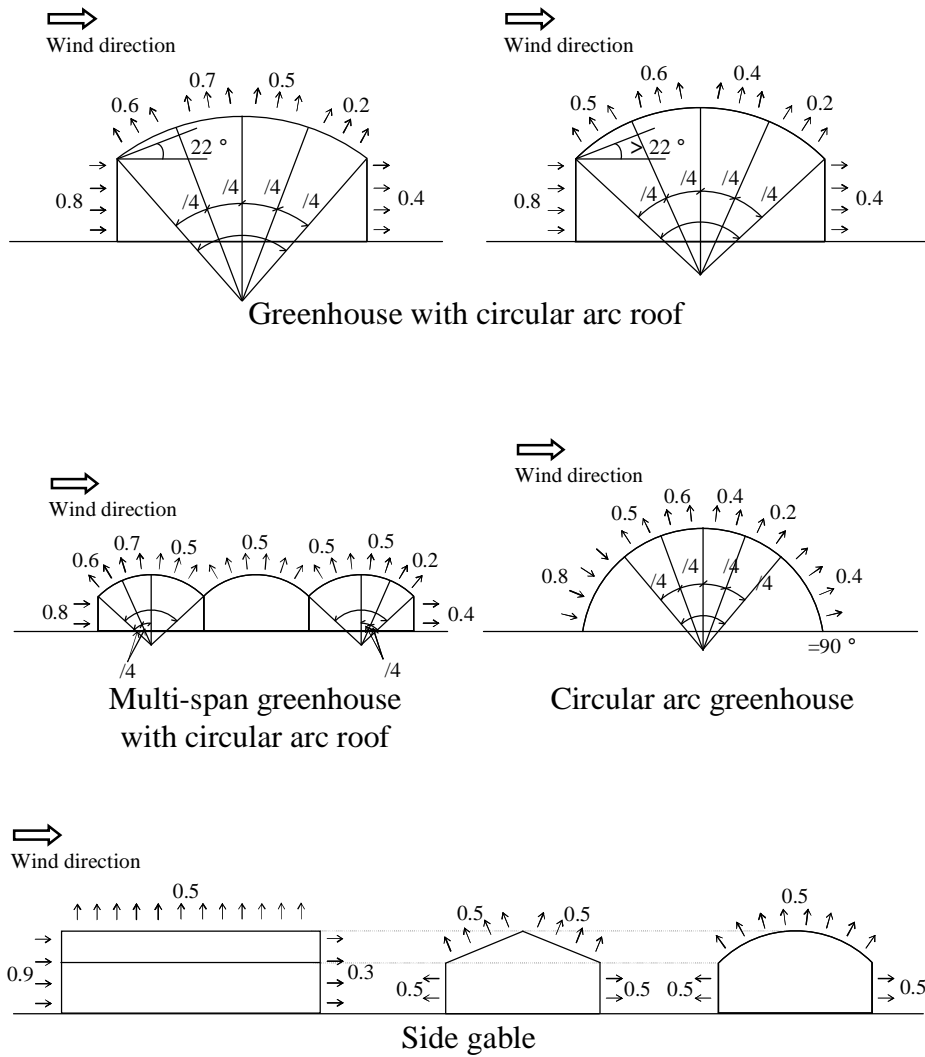 Wind direction
0.7 0.5
0.6 0.2
22 °
/4 /4
/4 /4
0.8 0.4
Wind direction
0.6 0.4
0.5 0.2
> 22 °
/4 /4
/4 /4
0.8 0.4
Greenhouse with circular arc roof
Wind direction
0.7 0.5 0.5 0.5 0.5
0.6 0.2
0.8 0.4
/4 /4
Multi-span greenhouse
with circular arc roof
Wind direction
0.6 0.4
0.5 0.2
0.8 0.4
/4 /4
/4 /4
=90 °
Circular arc greenhouse
Wind direction
0.5
0.9 0.3
0.5 0.5
0.5 0.5
0.5
0.5 0.5
Side gable